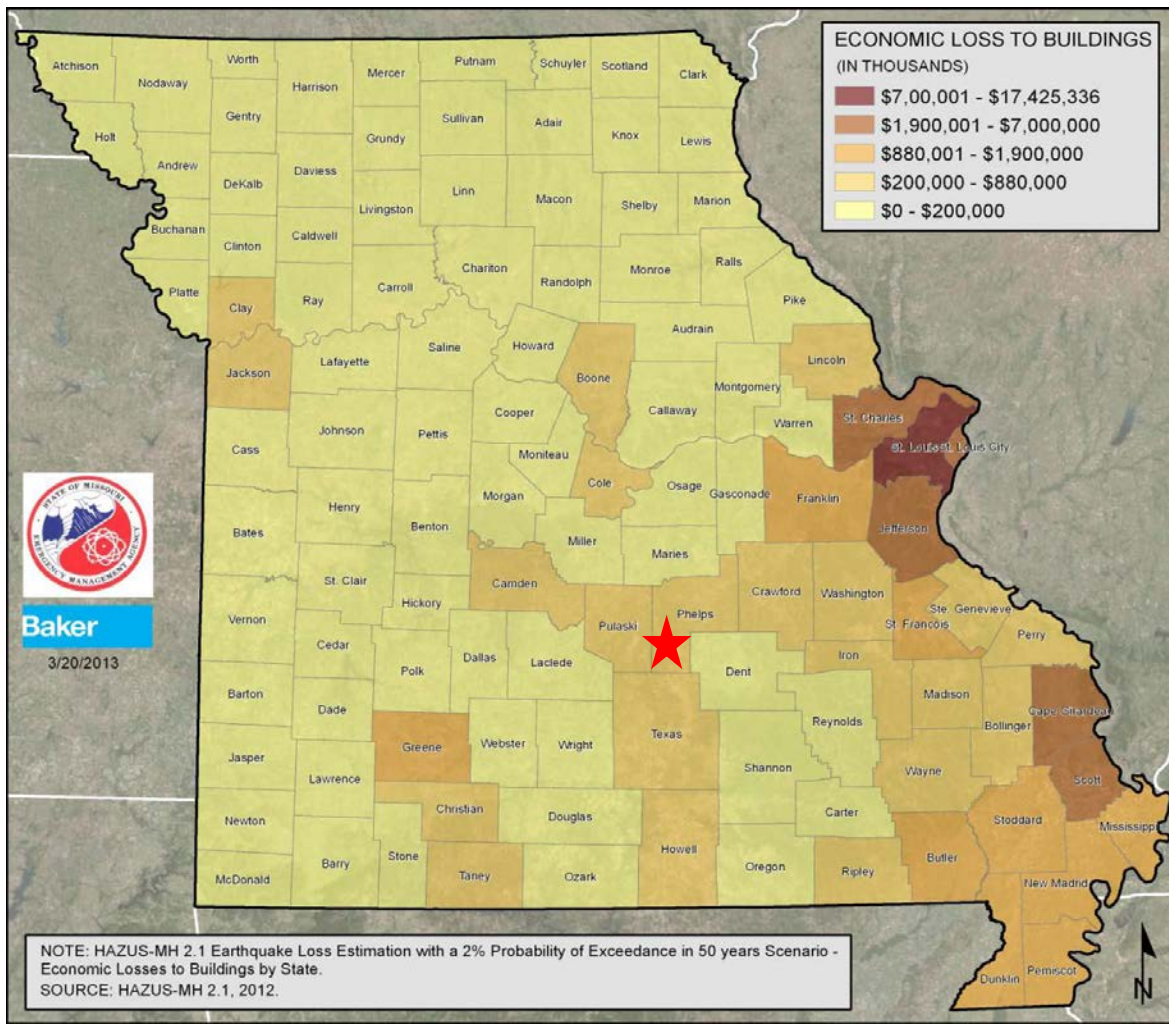 ECONOMIC LOSS TO BUILDINGS
(IN THOUSANDS)
$7,00,001 - $17,425,336
$1,900,001 - $7,000,000
$880,001 - $1,900,000
$200,000 - $880,000
$0 - $200,000
Atchison
Nodaway
Worth
Harrison
Mercer
Putnam
Schuyler
Scotland
Clark
Holt
Gentry
Sullivan
Adair
Knox
Lewis
Andrew
DeKalb
Daviess
Grundy
Linn
Macon
Shelby
Marion
Livingston
Buchanan
Clinton
Caldwell
Chariton
Randolph
Monroe
Ralls
Platte
Clay
Ray
Carroll
Pike
Audrain
Jackson
Lafayette
Saline
Howard
Boone
Lincoln
Callaway
Montgomery
Warren
St. Charles
Cooper
Cass
Johnson
Pettis
Moniteau
St. Louis
St. Louis City
Cole
Osage
Gasconade
Franklin
Morgan
Henry
Benton
Jefferson
Bates
Miller
Maries
St. Clair
Camden
Hickory
Crawford
Washington
Phelps
Pulaski
Ste. Genevieve
St. Francois
Perry
Vernon
Cedar
Polk
Dallas
Laclede
Dent
Iron
Madison
Bollinger
Cape Girardeau
Barton
Dade
Reynolds
Texas
Greene
Webster
Wright
Jasper
Lawrence
Shannon
Wayne
Scott
Christian
Douglas
Carter
Stoddard
Mississippi
Newton
Barry
Stone
Taney
Ozark
Howell
Oregon
Ripley
Butler
McDonald
New Madrid
Dunklin
Pemiscot
STATE OF MISSOURI
EMERGENCY MANAGEMENT AGENCY
Baker
3/20/2013
NOTE: HAZUS-MH 2.1 Earthquake Loss Estimation with a 2% Probability of Exceedance in 50 years Scenario -
Economic Losses to Buildings by State.
SOURCE: HAZUS-MH 2.1, 2012.
N